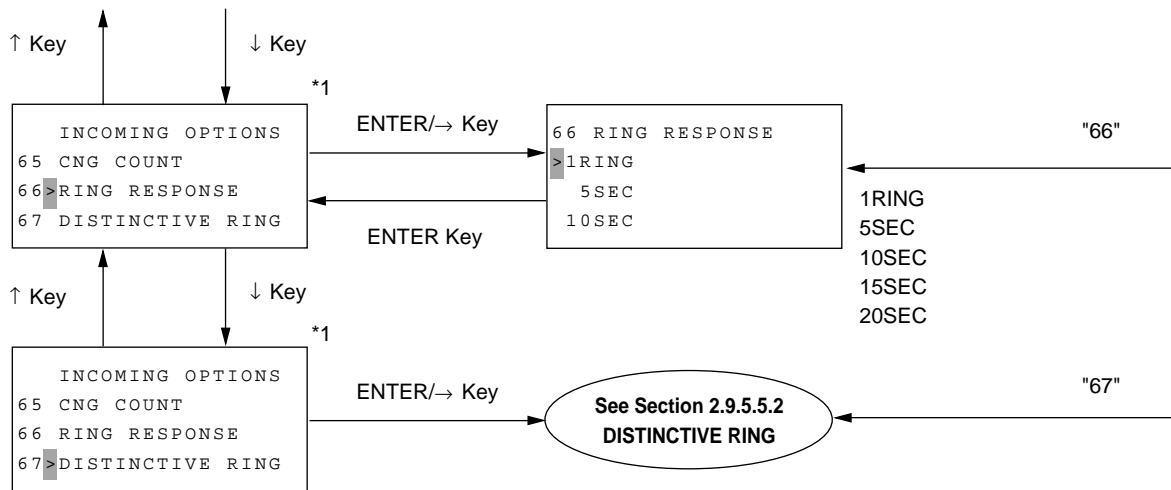 ↑ Key
↓ Key
*1
INCOMING OPTIONS
65 CNG COUNT
66>RING RESPONSE
67 DISTINCTIVE RING
ENTER/→ Key
ENTER Key
66 RING RESPONSE
>1RING
5SEC
10SEC
"66"
1RING
5SEC
10SEC
15SEC
20SEC
↑ Key
↓ Key
*1
INCOMING OPTIONS
65 CNG COUNT
66 RING RESPONSE
67>DISTINCTIVE RING
ENTER/→ Key
See Section 2.9.5.5.2
DISTINCTIVE RING
"67"